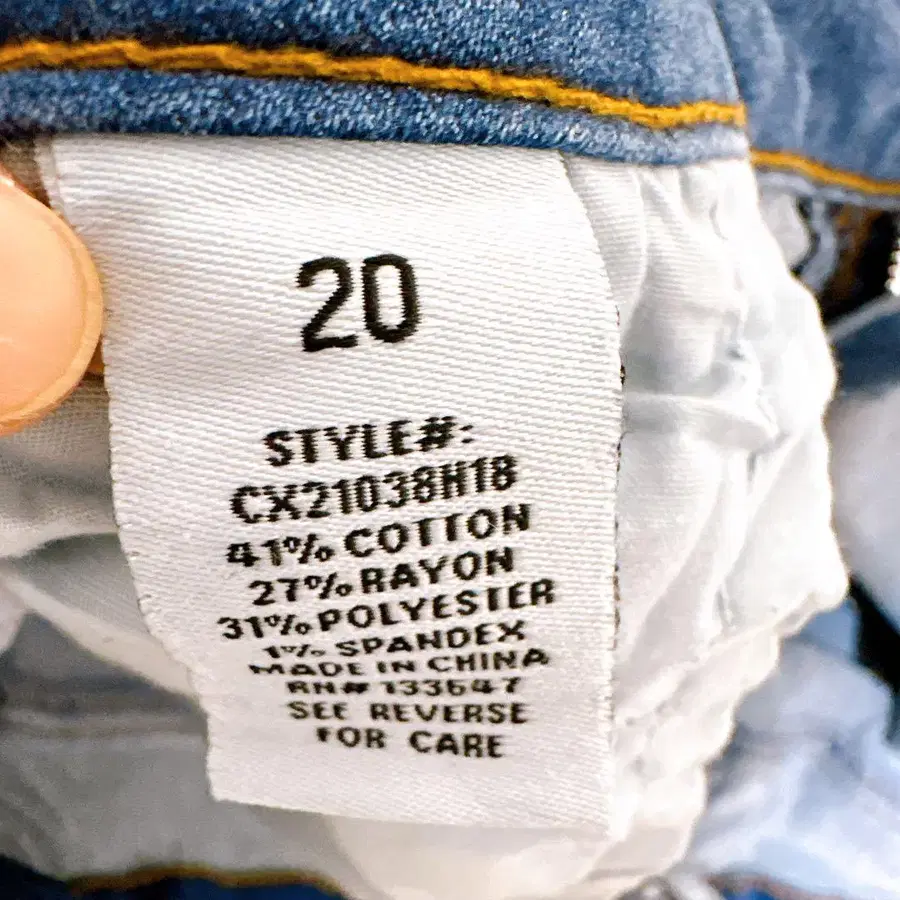 20
STYLE#:
CX21038H18
41% COTTON
27% RAYON
31% POLYESTER
1% SPANDEX
MADE IN CHINA
RN# 133647
SEE REVERSE
FOR CARE